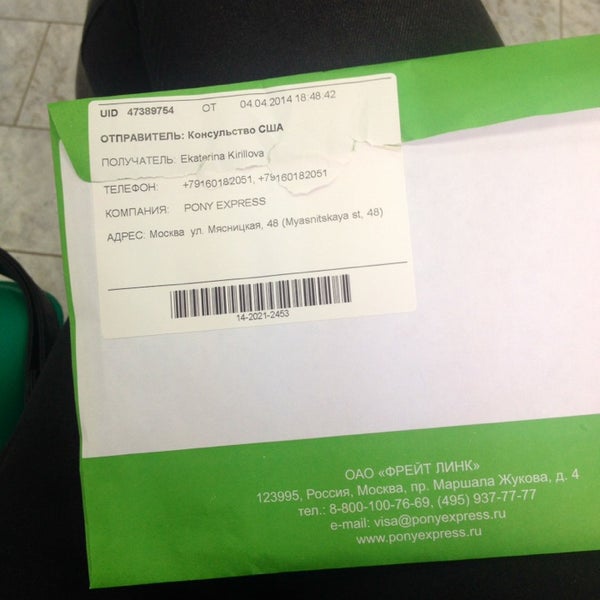 UID 47389754 ОТ 04.04.2014 18:48:42
ОТПРАВИТЕЛЬ: Консульство США
ПОЛУЧАТЕЛЬ: Ekaterina Kirillova
ТЕЛЕФОН: +79160182051, +79160182051
КОМПАНИЯ: PONY EXPRESS
АДРЕС: Москва ул. Мясницкая, 48 (Myasnitskaya st, 48)
14-2021-2453
ОАО «ФРЕЙТ ЛИНК»
123995, Россия, Москва, пр. Маршала Жукова, д. 4
тел.: 8-800-100-76-69, (495) 937-77-77
e-mail: visa@ponyexpress.ru
www.ponyexpress.ru